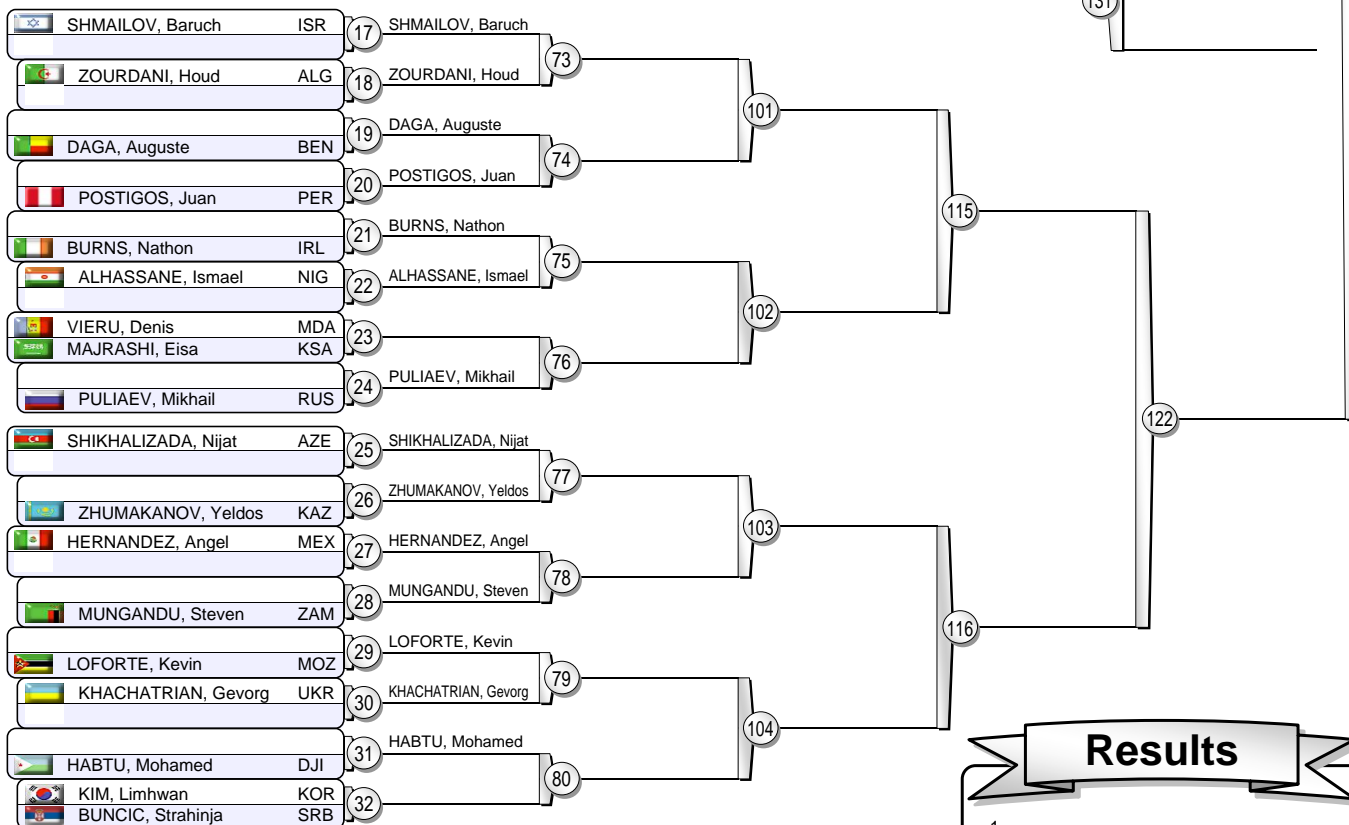 131
SHMAILOV, Baruch ISR 17 SHMAILOV, Baruch
73
ZOURDANI, Houd ALG 18 ZOURDANI, Houd
101
DAGA, Auguste BEN 19 DAGA, Auguste
74
POSTIGOS, Juan PER 20 POSTIGOS, Juan
115
BURNS, Nathon IRL 21 BURNS, Nathon
75
ALHASSANE, Ismael NIG 22 ALHASSANE, Ismael
102
VIERU, Denis MDA
MAJRASHI, Eisa KSA 23
76
PULIAEV, Mikhail RUS 24 PULIAEV, Mikhail
122
SHIKHALIZADA, Nijat AZE 25 SHIKHALIZADA, Nijat
77
ZHUMAKANOV, Yeldos KAZ 26 ZHUMAKANOV, Yeldos
103
HERNANDEZ, Angel MEX 27 HERNANDEZ, Angel
78
MUNGANDU, Steven ZAM 28 MUNGANDU, Steven
116
LOFORTE, Kevin MOZ 29 LOFORTE, Kevin
79
KHACHATRIAN, Gevorg UKR 30 KHACHATRIAN, Gevorg
104
HABTU, Mohamed DJI 31 HABTU, Mohamed
80
KIM, Limhwan KOR
BUNCIC, Strahinja SRB 32
Results